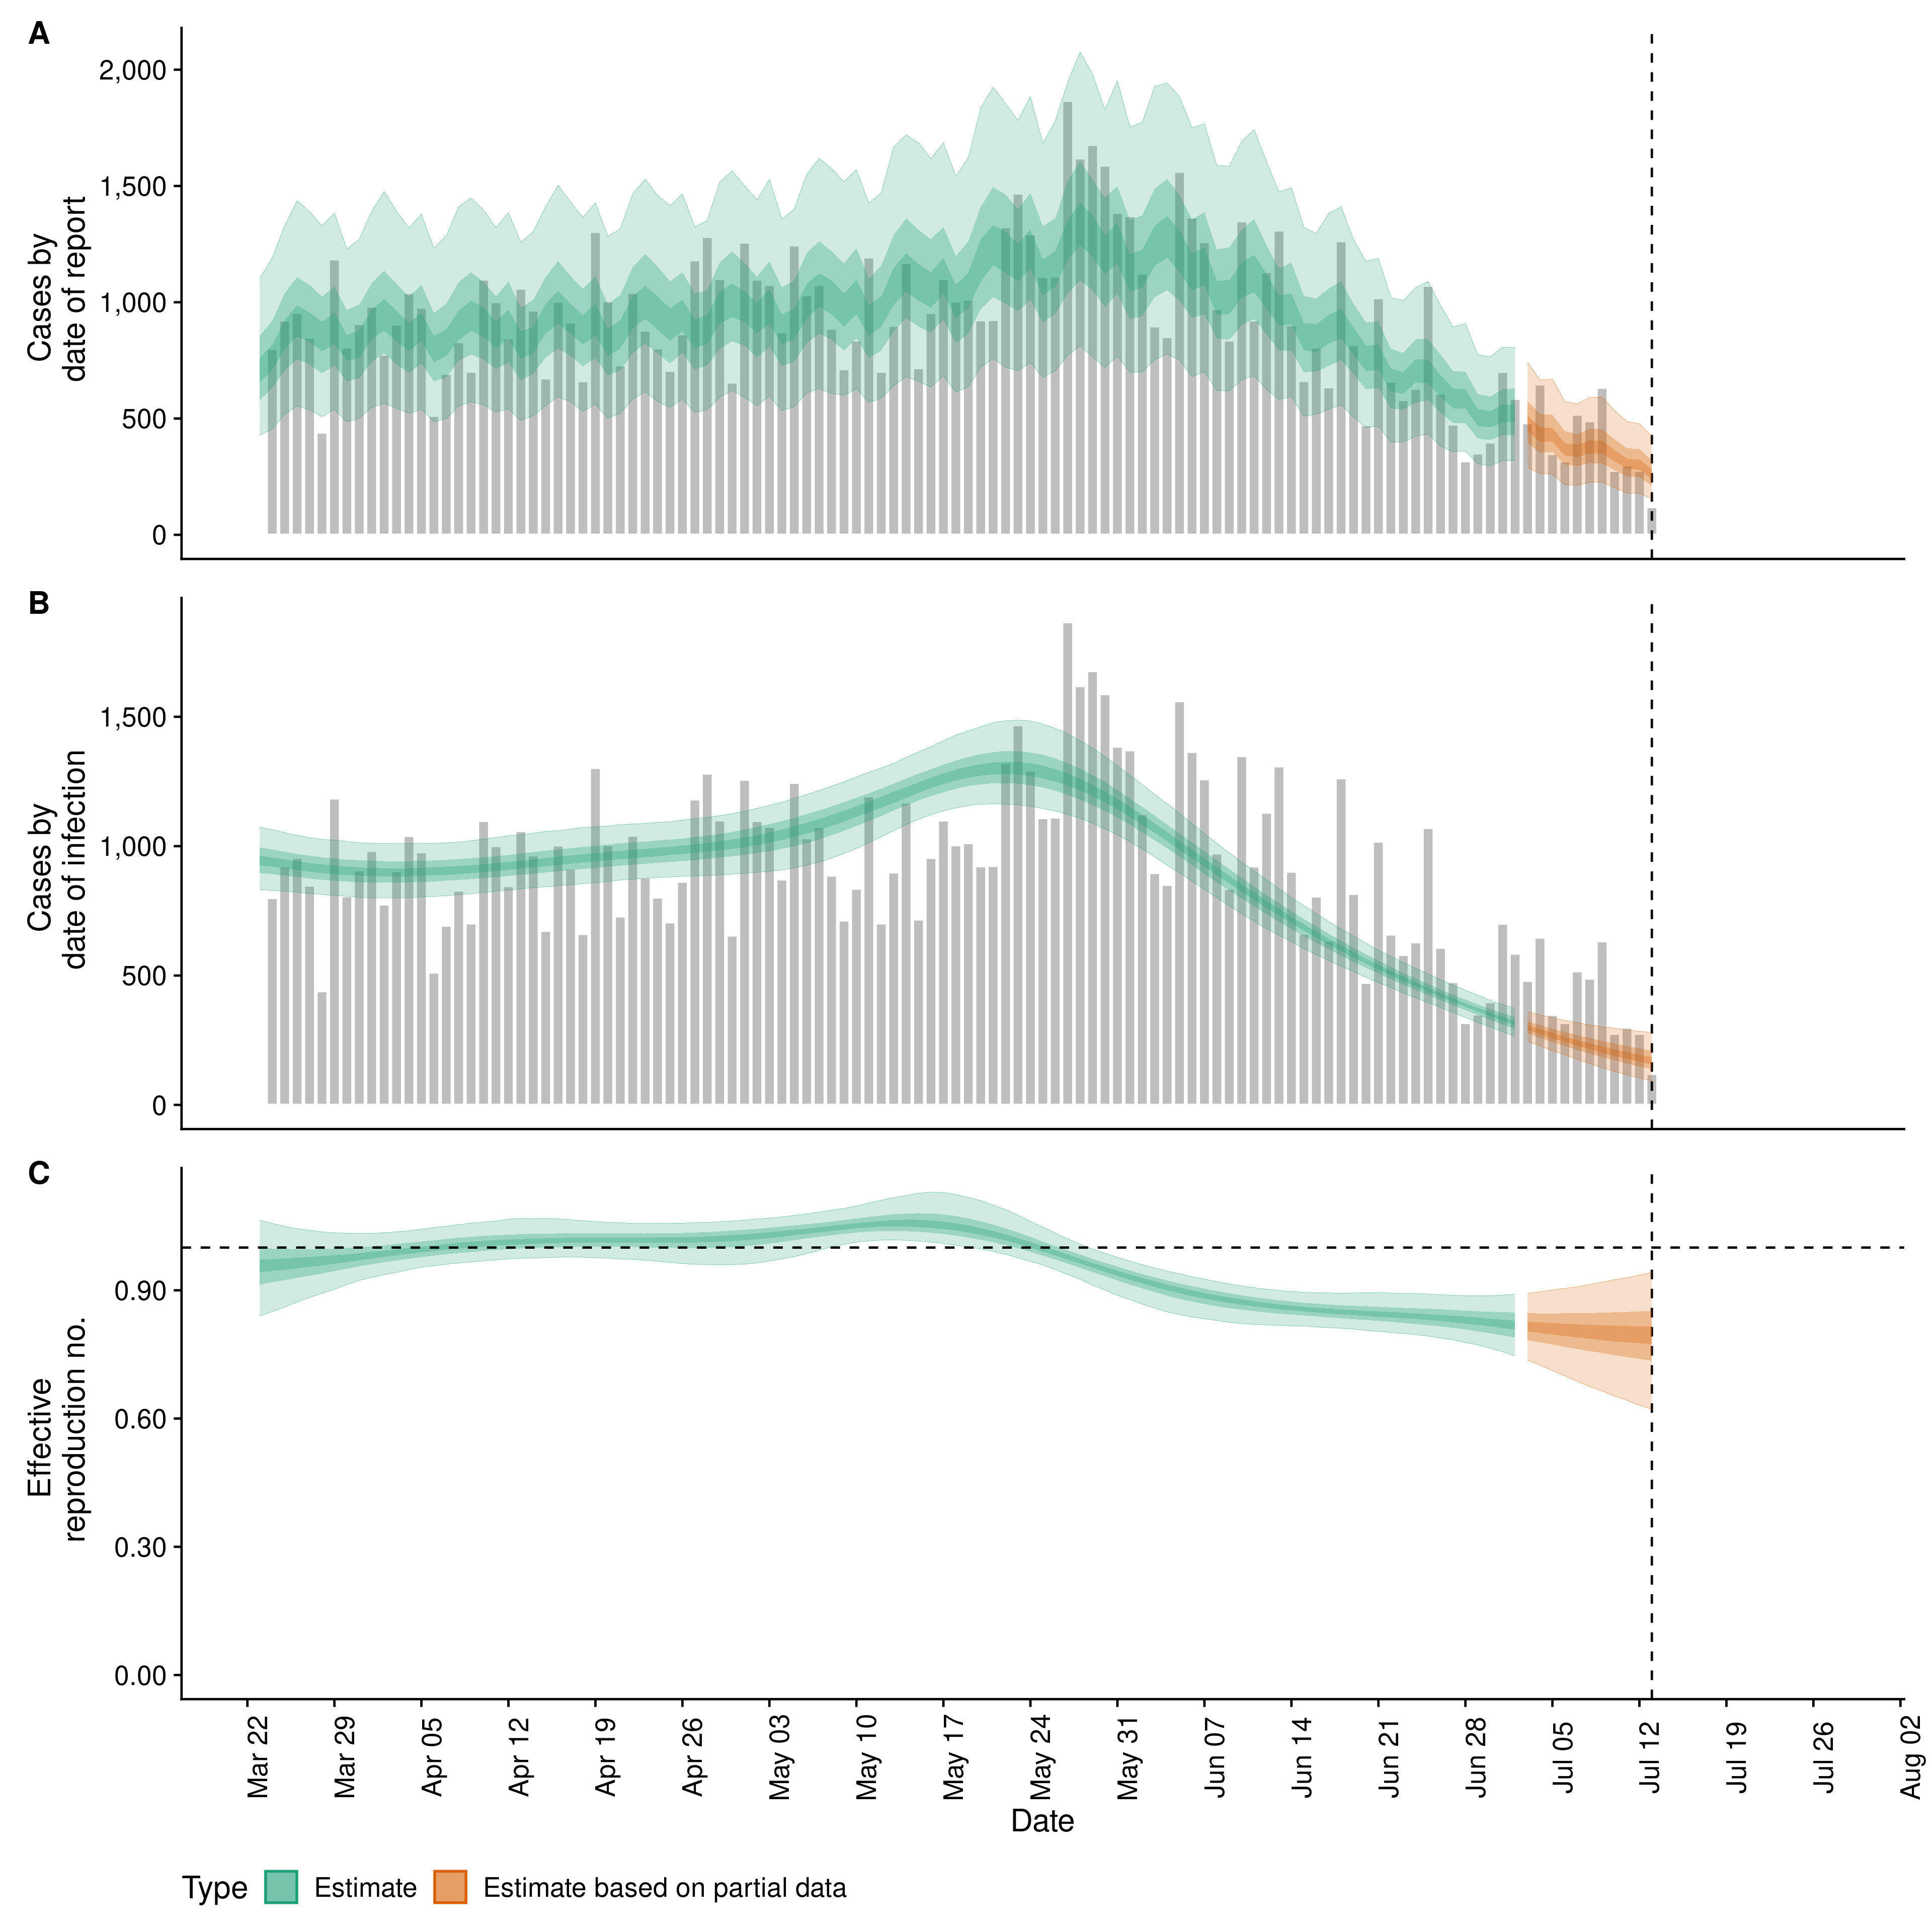 A
Cases by
date of report
2,000
1,500
1,000
500
0
B
Cases by
date of infection
1,500
1,000
500
0
C
Effective
reproduction no.
0.90
0.60
0.30
0.00
Mar 22
Mar 29
Apr 05
Apr 12
Apr 19
Apr 26
May 03
May 10
May 17
May 24
May 31
Jun 07
Jun 14
Jun 21
Jun 28
Jul 05
Jul 12
Jul 19
Jul 26
Aug 02
Date
Type Estimate Estimate based on partial data